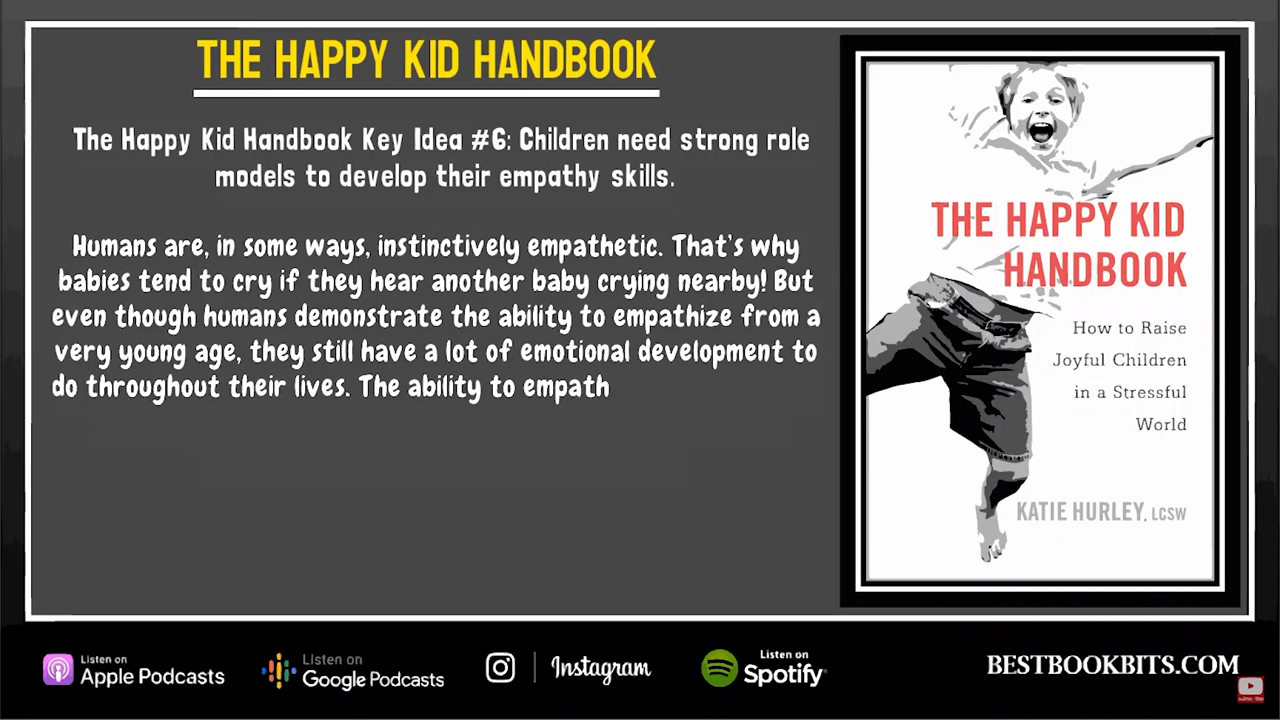 THE HAPPY KID HANDBOOK
The Happy Kid Handbook Key Idea #6: Children need strong role
models to develop their empathy skills.
Humans are, in some ways, instinctively empathetic. That's why
babies tend to cry if they hear another baby crying nearby! But
even though humans demonstrate the ability to empathize from a
very young age, they still have a lot of emotional development to
do throughout their lives. The ability to empath
THE HAPPY KID
HANDBOOK
How to Raise
Joyful Children
in a Stressful
World
KATIE HURLEY, LCSW
Listen on
Apple Podcasts
Listen on
Google Podcasts
Instagram
Listen on
Spotify
BESTBOOKBITS.COM